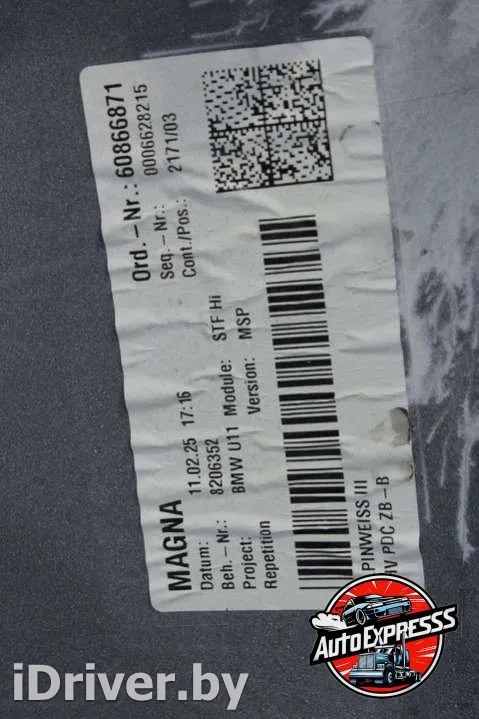 MAGNA
Ord.-Nr.: 60866871
Datum: 11.02.25 17:16
Seq.-Nr.: 0006628215
Beh.-Nr.: 8206352
Cont./Pos.: 2171/03
Project: BMW U11 Module: STF Hi
Repetition Version: MSP
PINWEISS III
PDC ZB-B
AUTOEXPRESSS
iDriver.by